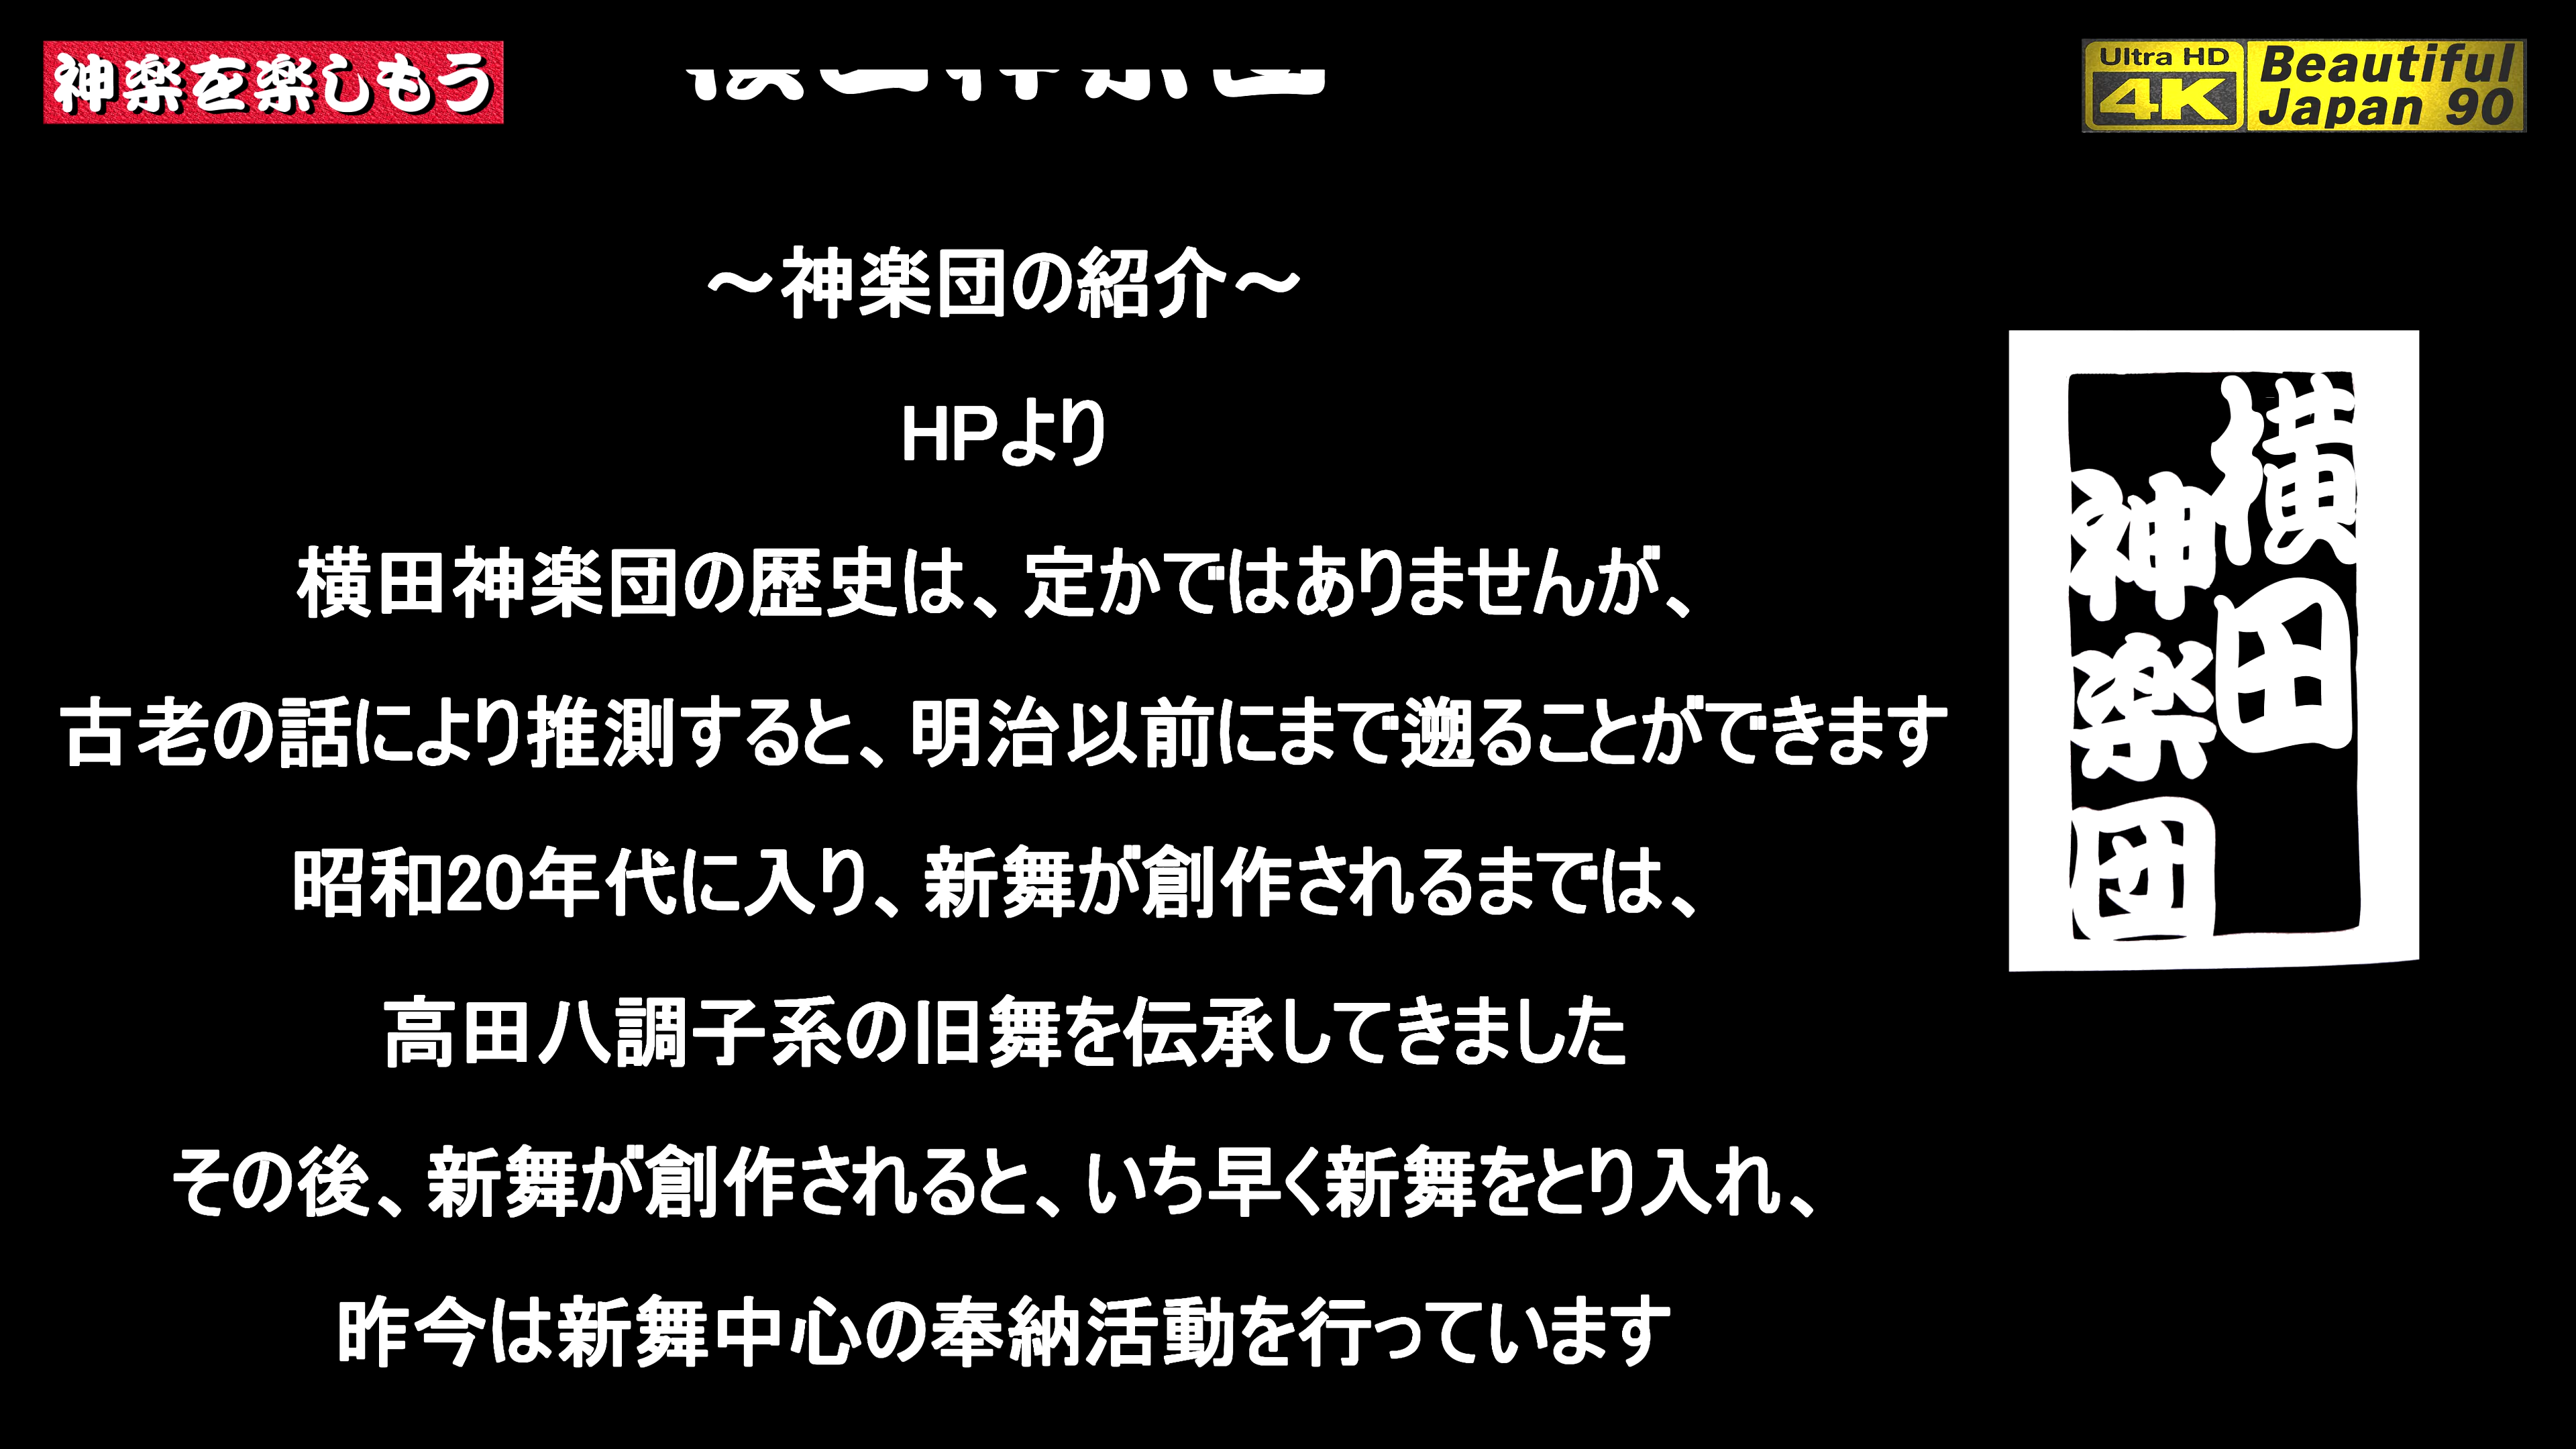 神楽を楽しもう
Ultra HD
4K
Beautiful
Japan 90
～神楽団の紹介～
HPより
横田神楽団の歴史は、定かではありませんが、
古老の話により推測すると、明治以前にまで遡ることができます
昭和20年代に入り、新舞が創作されるまでは、
高田八調子系の旧舞を伝承してきました
その後、新舞が創作されると、いち早く新舞をとり入れ、
昨今は新舞中心の奉納活動を行っています
横田
神楽団